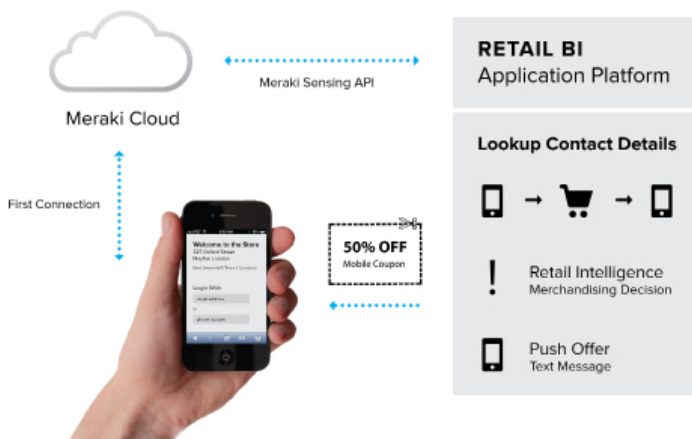 RETAIL BI
Application Platform
Meraki Sensing API
Meraki Cloud
Lookup Contact Details
First Connection
Welcome to the Store
Login With
50% OFF
Mobile Coupon
Retail Intelligence
Merchandising Decision
Push Offer
Text Message